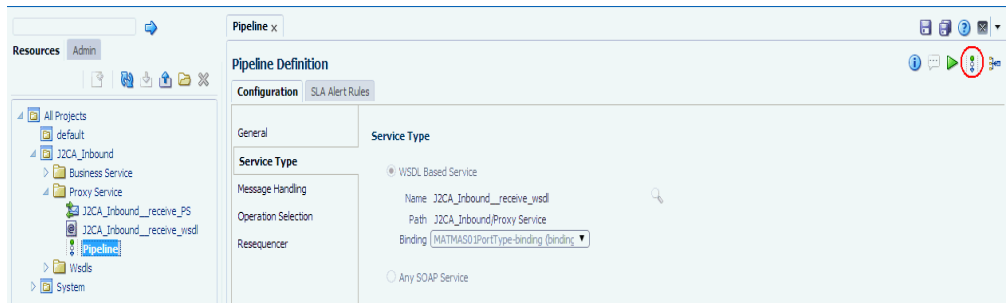 Pipeline x
Resources Admin
Pipeline Definition
Configuration SLA Alert Rules
All Projects
default
J2CA_Inbound
Business Service
Proxy Service
J2CA_Inbound__receive_PS
J2CA_Inbound__receive_wsdl
Pipeline
Wsdls
System
General
Service Type
Message Handling
Operation Selection
Resequencer
Service Type
WSDL Based Service
Name J2CA_Inbound__receive_wsdl
Path J2CA_Inbound/Proxy Service
Binding MATMAS01PortType-binding (binding
Any SOAP Service